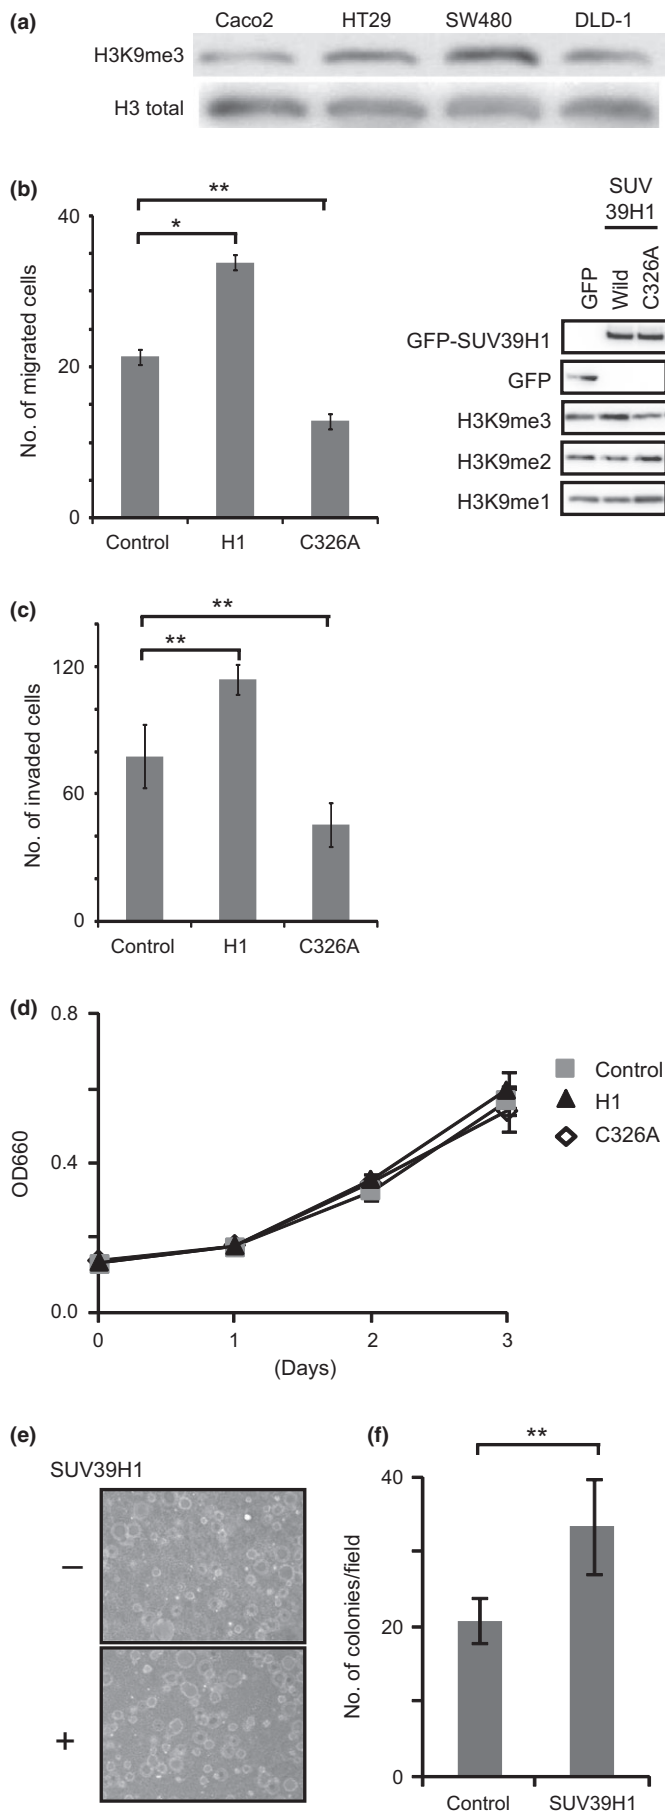 (a)
Caco2 HT29 SW480 DLD-1
H3K9me3
H3 total
(b)
**
*
40
20
0
No. of migrated cells
Control H1 C326A
SUV
39H1
GFP Wild C326A
GFP-SUV39H1
GFP
H3K9me3
H3K9me2
H3K9me1
(c)
**
**
120
60
0
No. of invaded cells
Control H1 C326A
(d)
0.8
0.4
0.0
OD660
0 1 2 3
(Days)
Control
H1
C326A
(e)
SUV39H1
–
+
(f)
**
40
20
0
No. of colonies/field
Control SUV39H1